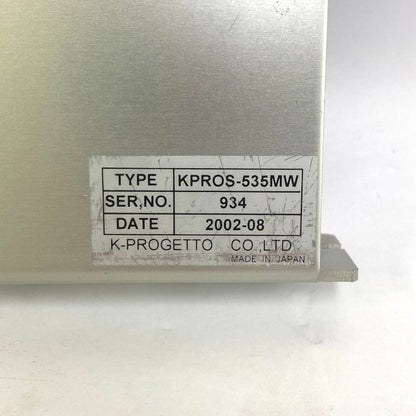 TYPE KPROS-535MW
SER,NO. 934
DATE 2002-08
K-PROGETTO CO.,LTD
MADE IN JAPAN